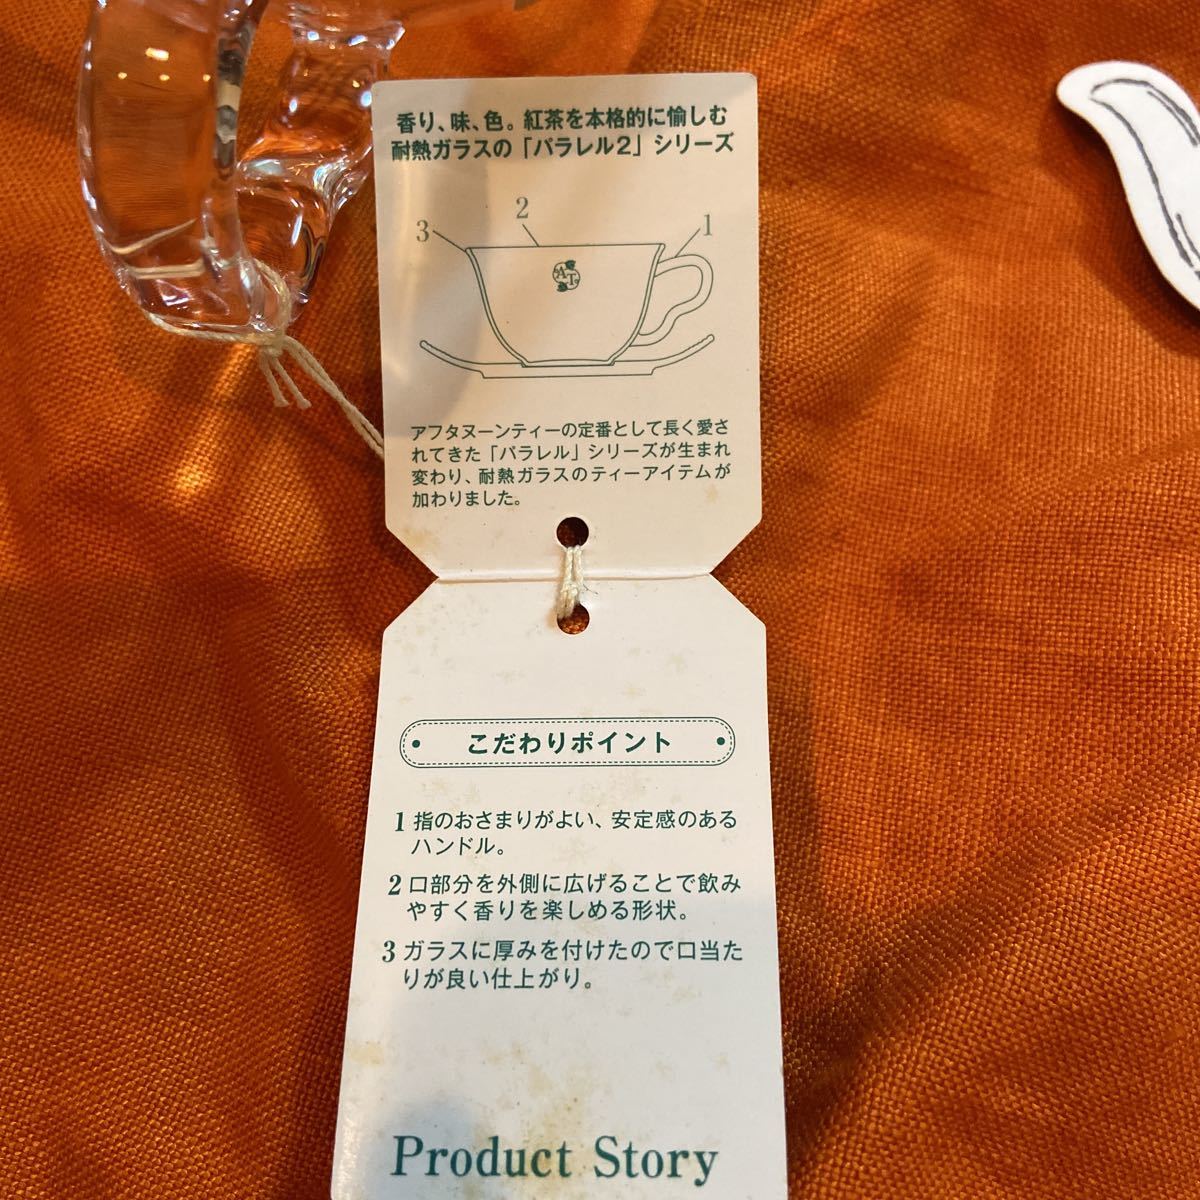 香り、味、色。紅茶を本格的に愉しむ
耐熱ガラスの「パラレル2」シリーズ
3
2
1
AT
アフタヌーンティーの定番として長く愛さ
れてきた「パラレル」シリーズが生まれ
変わり、耐熱ガラスのティーアイテムが
加わりました。
こだわりポイント
1 指のおさまりがよい、安定感のある
ハンドル。
2 口部分を外側に広げることで飲み
やすく香りを楽しめる形状。
3 ガラスに厚みを付けたので口当た
りが良い仕上がり。
Product Story